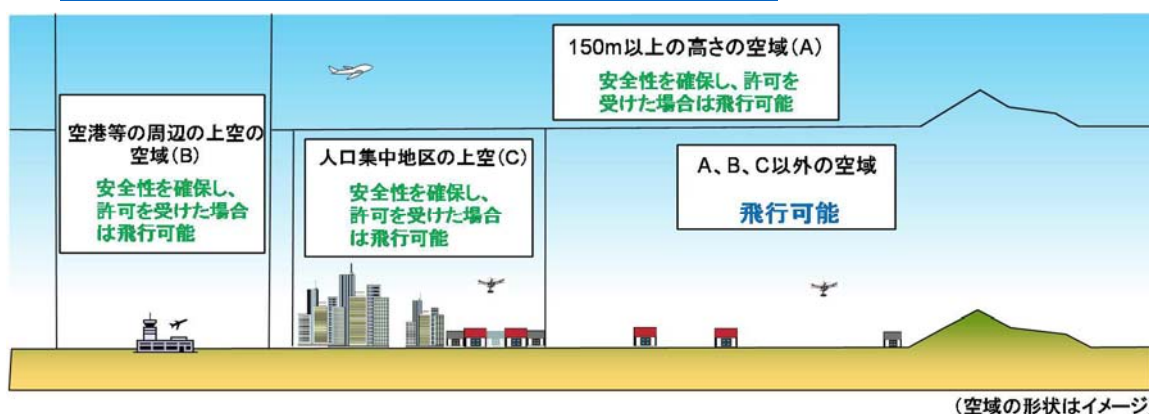 150m以上の高さの空域(A)
安全性を確保し、許可を
受けた場合は飛行可能
空港等の周辺の上空の
空域(B)
安全性を確保し、
許可を受けた場合
は飛行可能
人口集中地区の上空(C)
安全性を確保し、
許可を受けた場合
は飛行可能
A、B、C以外の空域
飛行可能
(空域の形状はイメージ